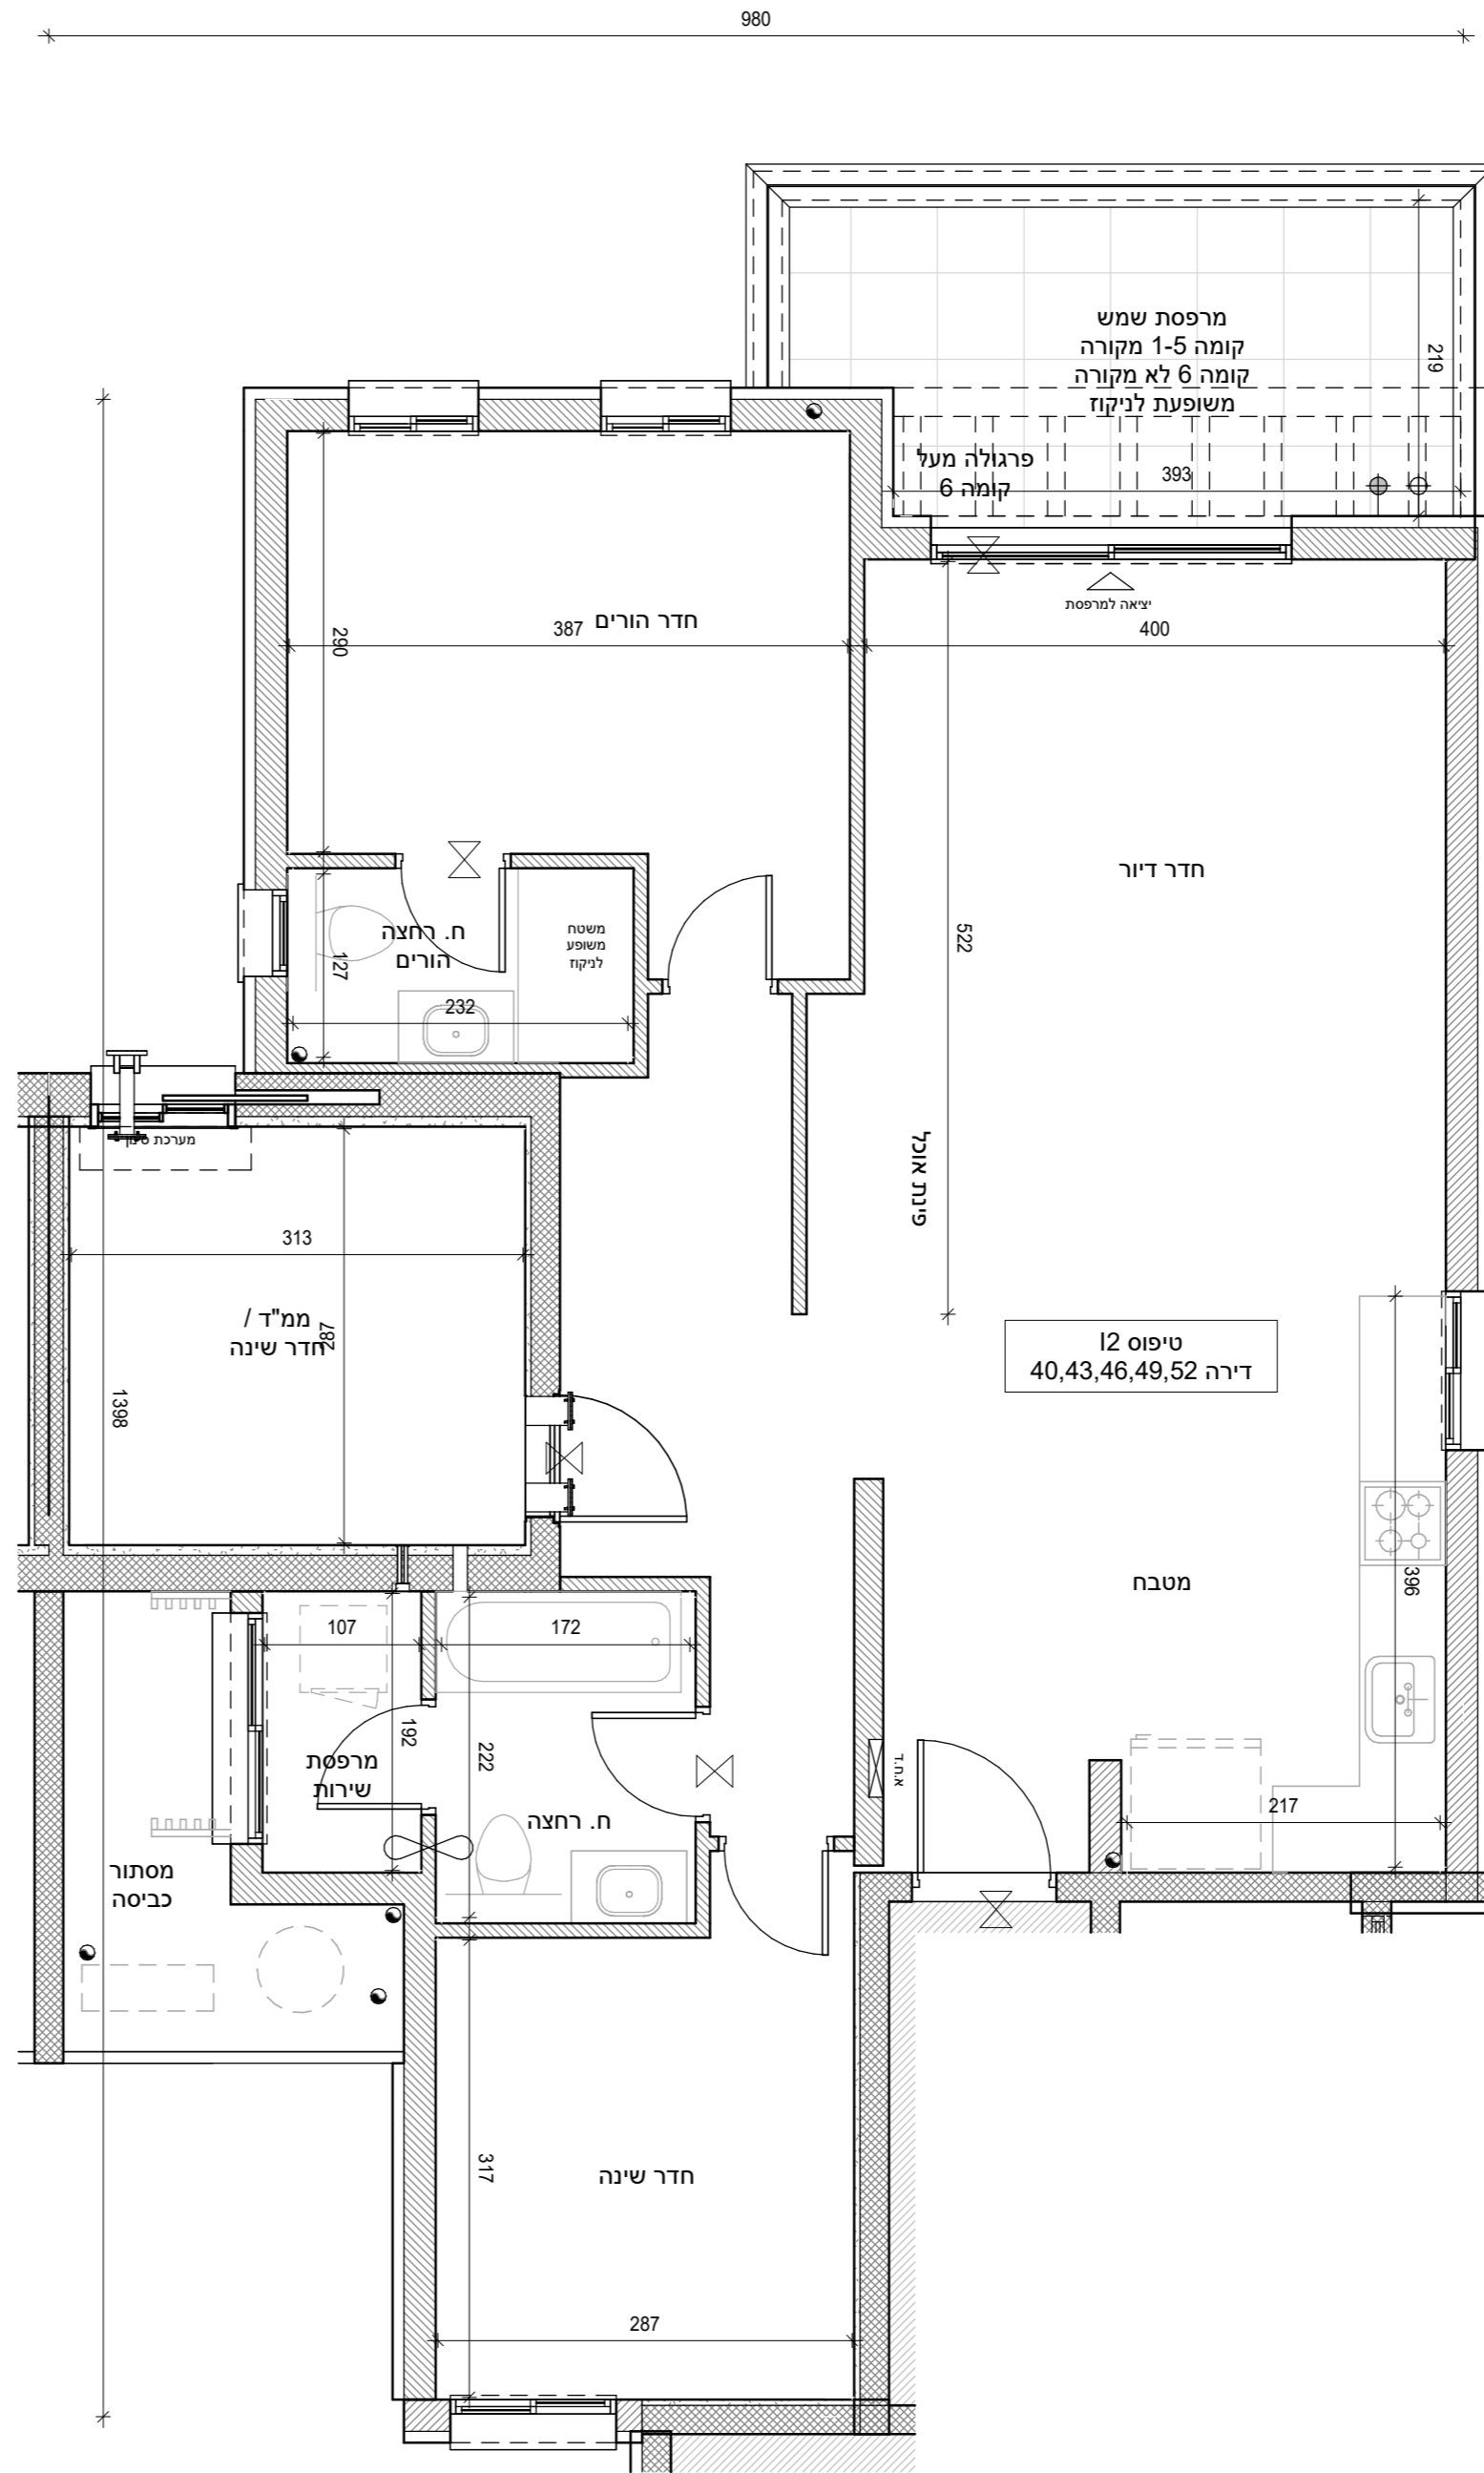 980
מרפסת שמש
קומה 1-5 מקורה
קומה 6 לא מקורה
משופעת לניקוז
219
פרגולה מעל
קומה 6
393
יציאה למרפסת
חדר הורים
387
400
290
חדר דיור
522
ח. רחצה
הורים
משטח
משופע
לניקוז
127
232
מערכת סינון
פינת אוכל
313
ממ"ד /
חדר שינה
287
טיפוס I2
דירה 40,43,46,49,52
1398
מטבח
396
107
172
192
222
מרפסת
שירות
א.ח.ד
ח. רחצה
217
מסתור
כביסה
317
חדר שינה
287